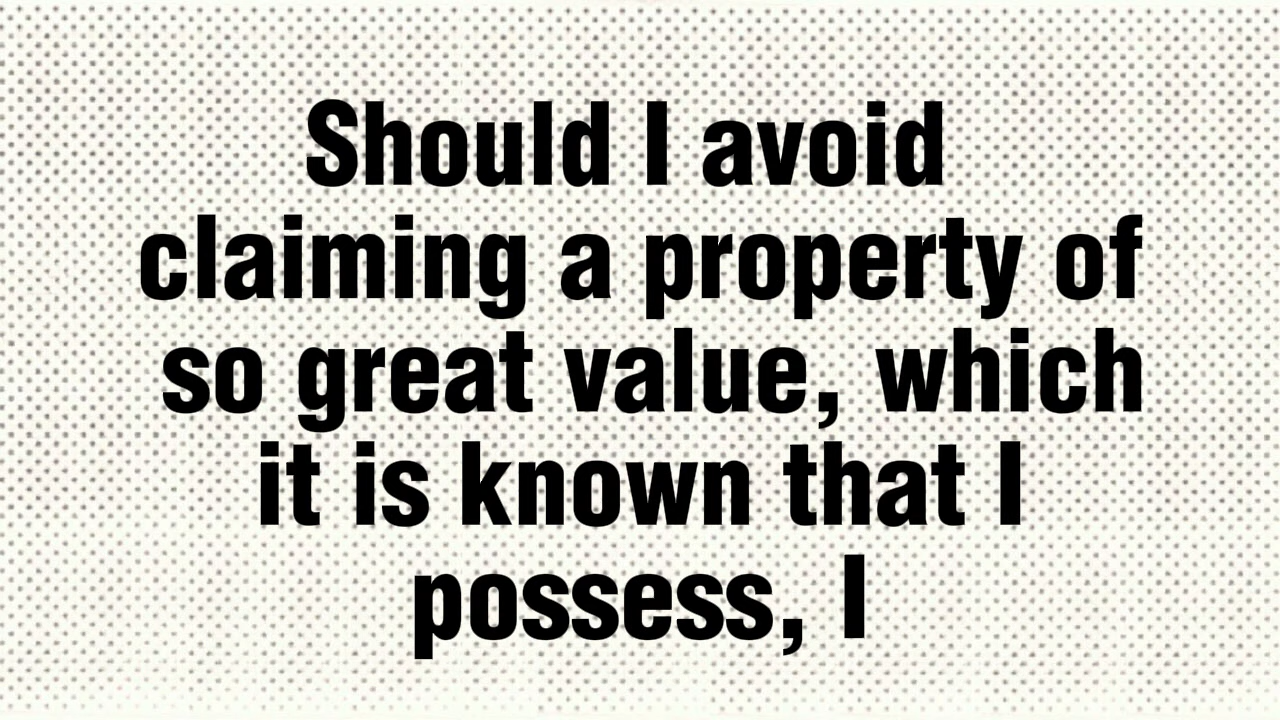 Should I avoid
claiming a property of
so great value, which
it is known that I
possess, I